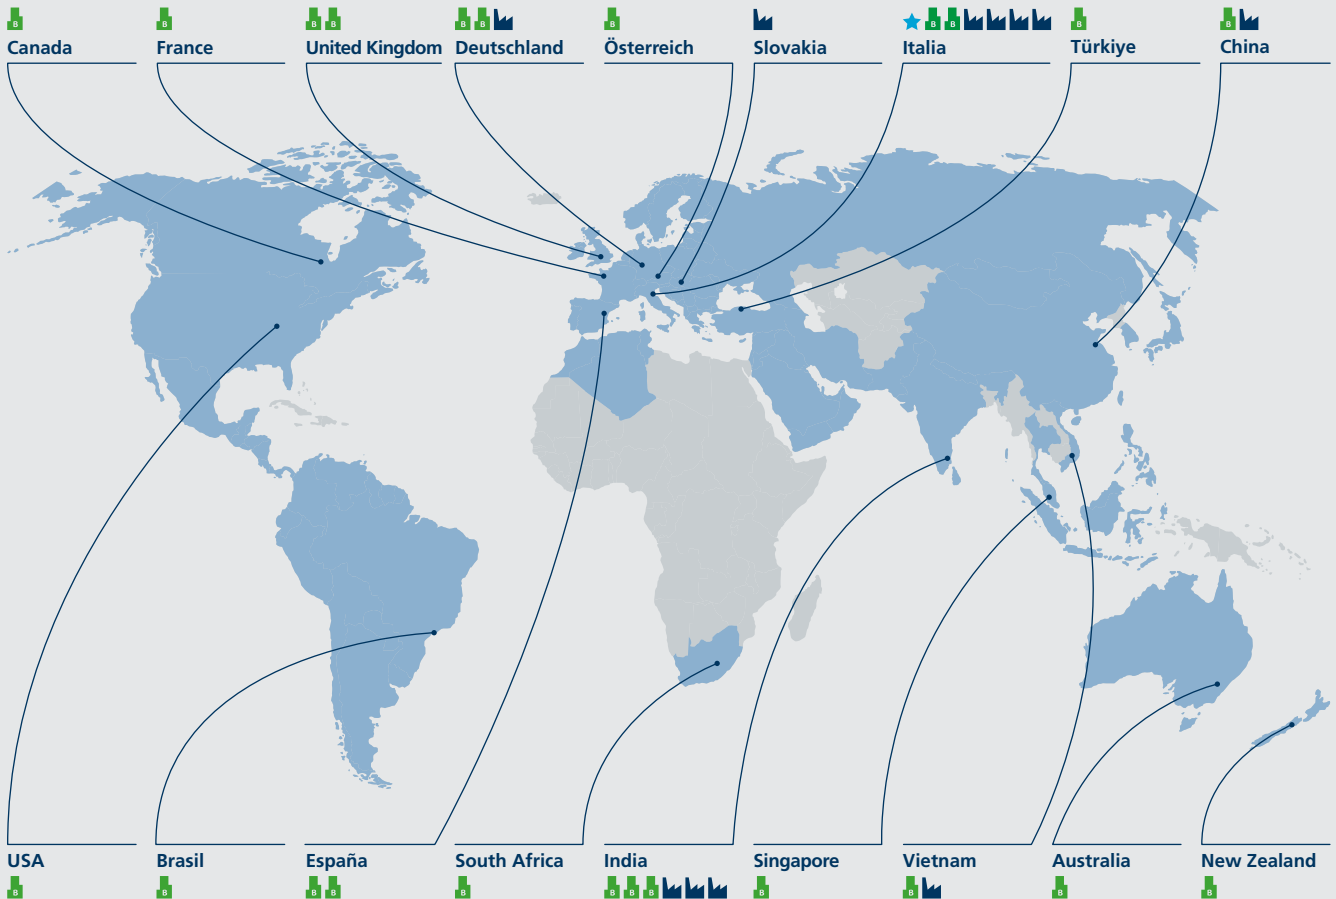 B B B B B B B B B B B B
Canada France United Kingdom Deutschland Österreich Slovakia Italia Türkiye China
USA Brasil España South Africa India Singapore Vietnam Australia New Zealand
B B B B B B B B B B B B